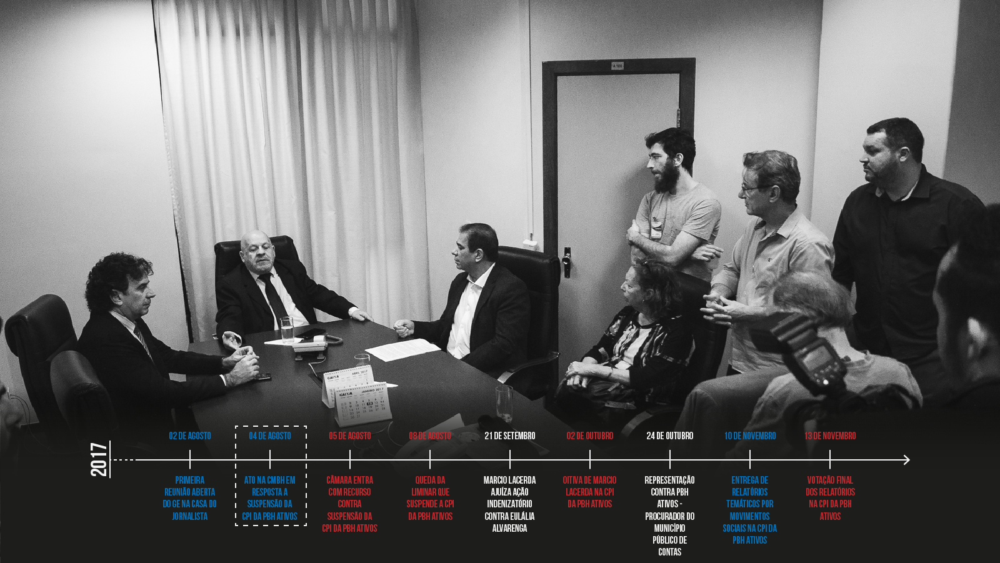 CAIXA
ABRIL 2017
CAIXA
JANEIRO 2017
2017
02 DE AGOSTO
PRIMEIRA
REUNIÃO ABERTA
DO GE NA CASA DO
JORNALISTA
04 DE AGOSTO
ATO NA CMBH EM
RESPOSTA A
SUSPENSÃO DA
CPI DA PBH ATIVOS
05 DE AGOSTO
CÂMARA ENTRA
COM RECURSO
CONTRA
SUSPENSÃO DA
CPI DA PBH ATIVOS
08 DE AGOSTO
QUEDA DA
LIMINAR QUE
SUSPENDE A CPI
DA PBH ATIVOS
21 DE SETEMBRO
MARCIO LACERDA
AJUÍZA AÇÃO
INDENIZATÓRIO
CONTRA EULÁLIA
ALVARENGA
02 DE OUTUBRO
OITIVA DE MARCIO
LACERDA NA CPI
DA PBH ATIVOS
24 DE OUTUBRO
REPRESENTAÇÃO
CONTRA PBH
ATIVOS -
PROCURADOR DO
MUNICÍPIO
PÚBLICO DE
CONTAS
10 DE NOVEMBRO
ENTREGA DE
RELATÓRIOS
TEMÁTICOS POR
MOVIMENTOS
SOCIAIS NA CPI DA
PBH ATIVOS
13 DE NOVEMBRO
VOTAÇÃO FINAL
DOS RELATÓRIOS
NA CPI DA PBH
ATIVOS